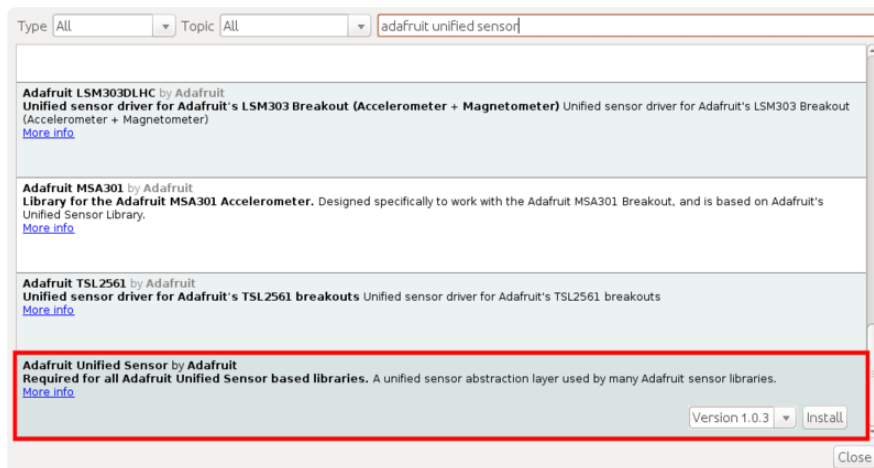 Type All Topic All adafruit unified sensor
Adafruit LSM303DLHC by Adafruit
Unified sensor driver for Adafruit's LSM303 Breakout (Accelerometer + Magnetometer) Unified sensor driver for Adafruit's LSM303 Breakout
(Accelerometer + Magnetometer)
More info
Adafruit MSA301 by Adafruit
Library for the Adafruit MSA301 Accelerometer. Designed specifically to work with the Adafruit MSA301 Breakout, and is based on Adafruit's
Unified Sensor Library.
More info
Adafruit TSL2561 by Adafruit
Unified sensor driver for Adafruit's TSL2561 breakouts Unified sensor driver for Adafruit's TSL2561 breakouts
More info
Adafruit Unified Sensor by Adafruit
Required for all Adafruit Unified Sensor based libraries. A unified sensor abstraction layer used by many Adafruit sensor libraries.
More info
Version 1.0.3 Install
Close